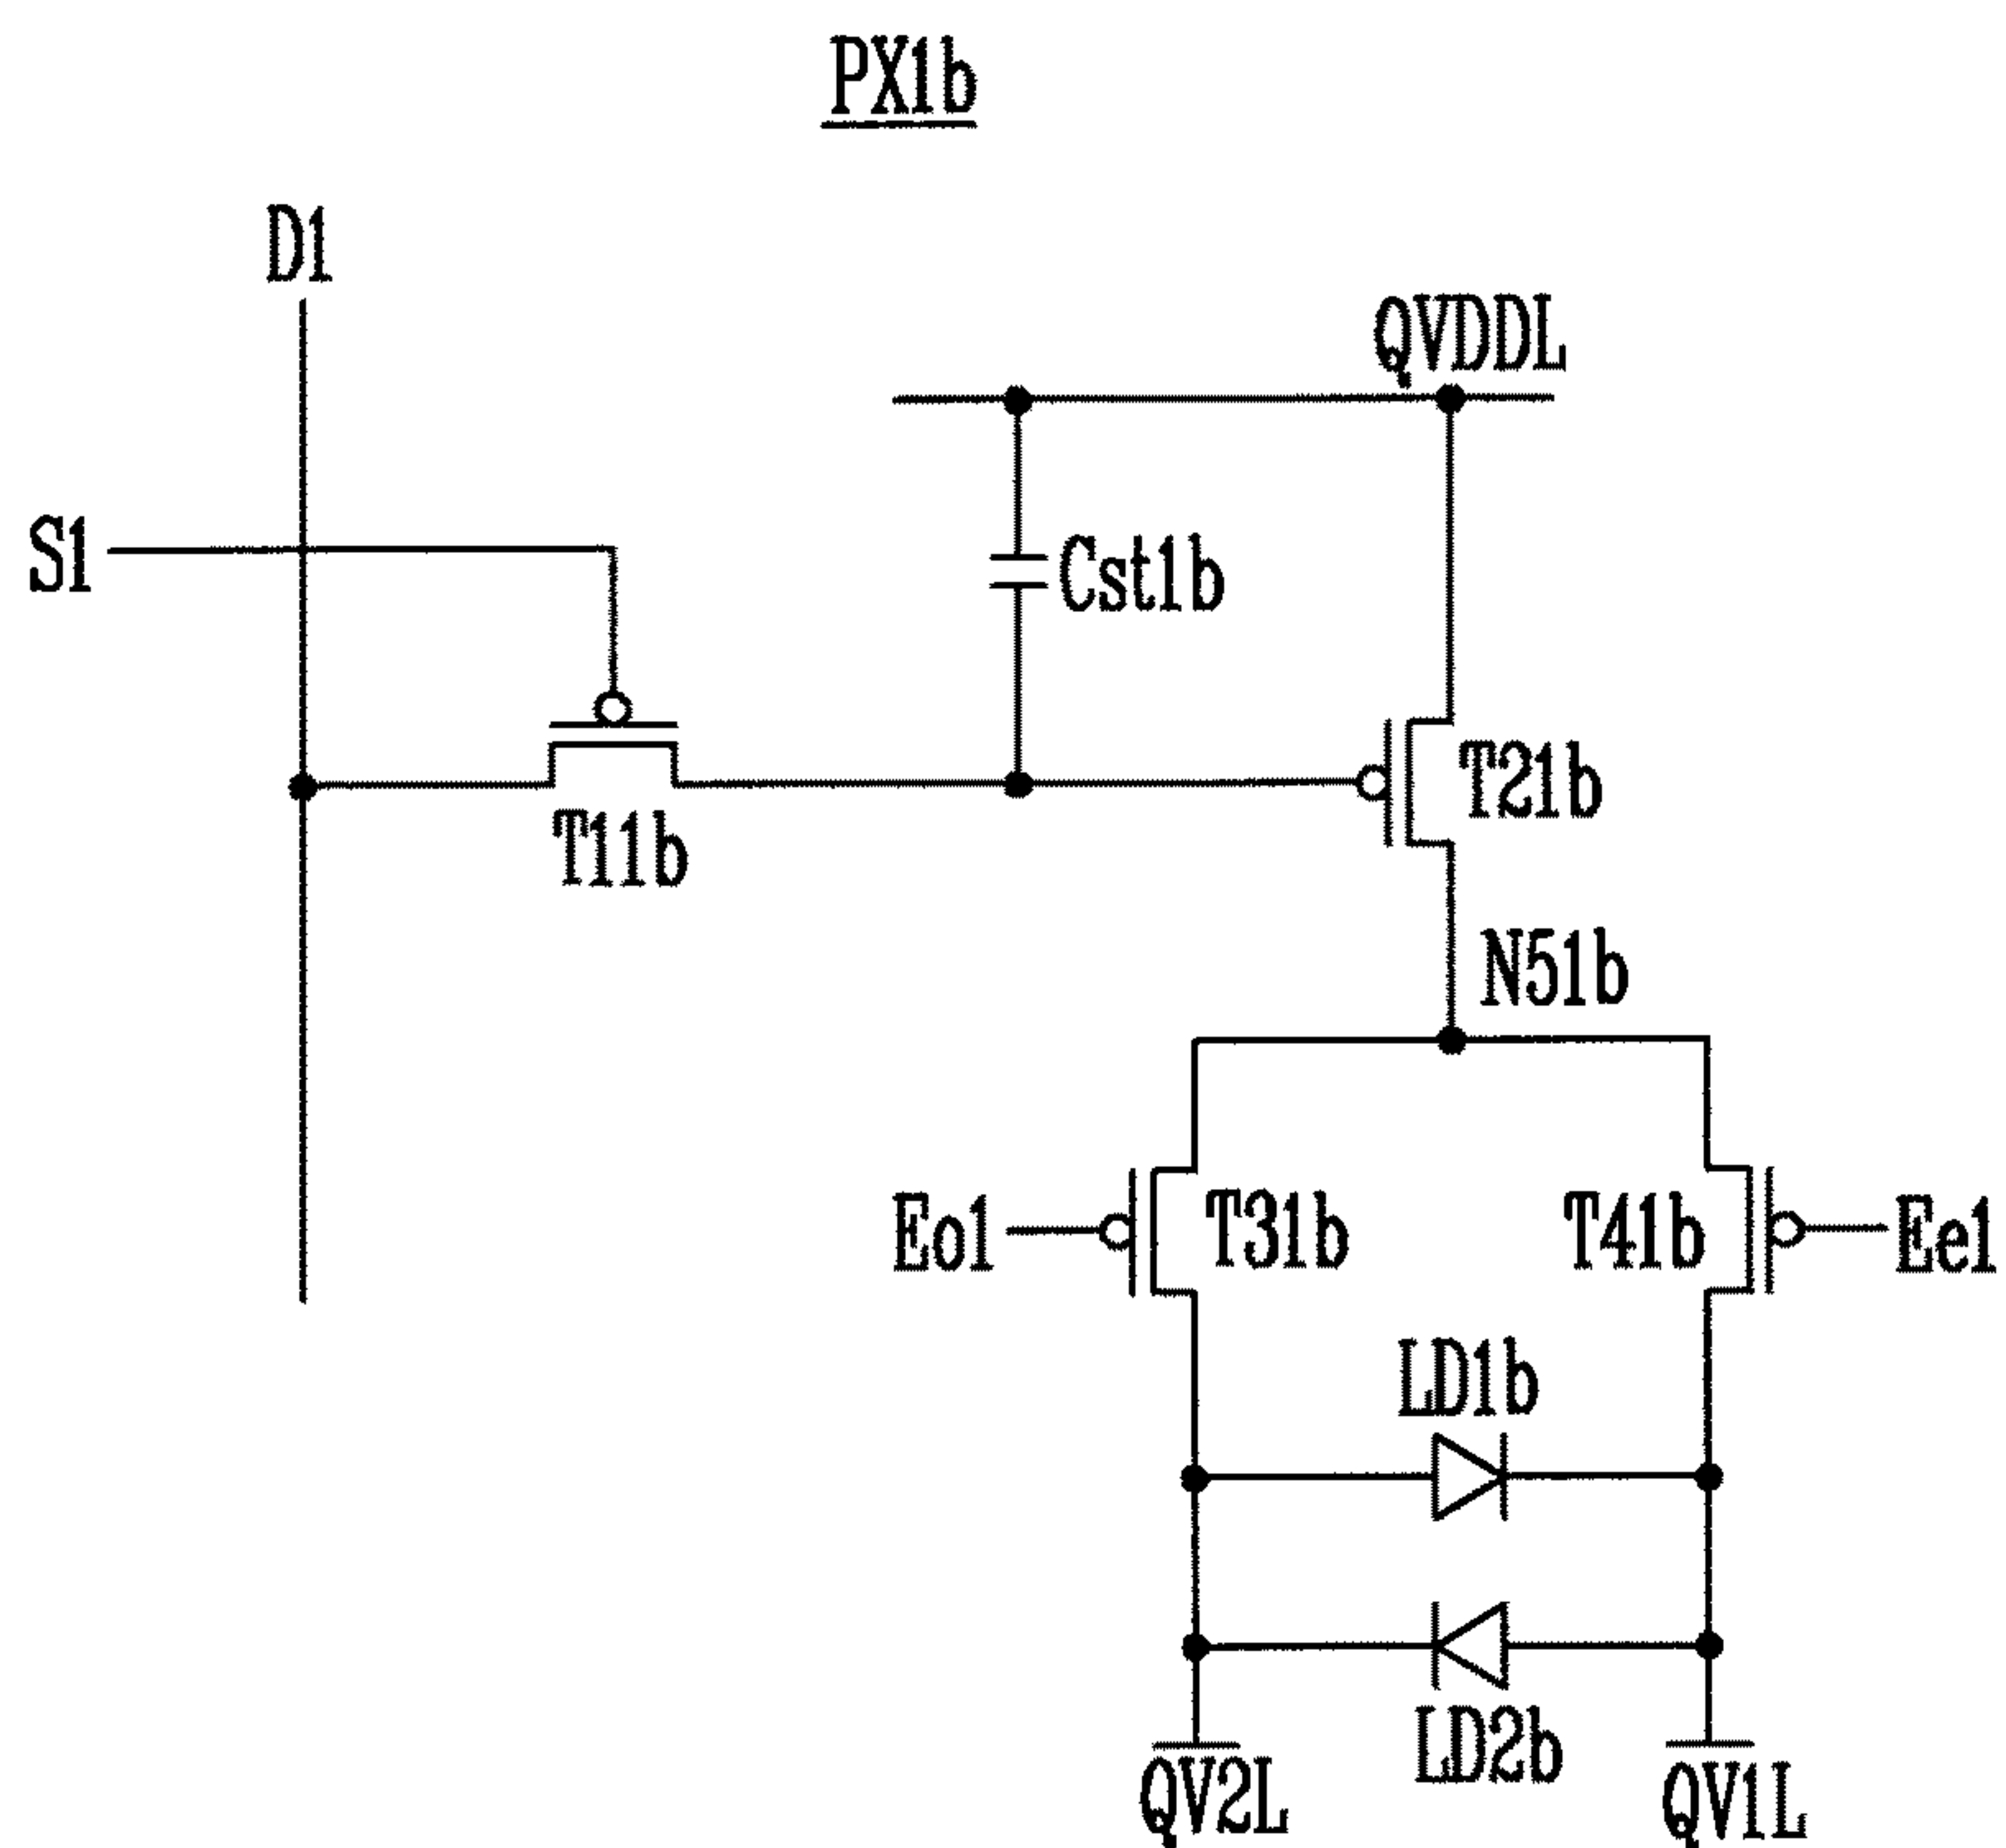 PX1b
D1
QVDDL
S1
Cst1b
T21b
T11b
N51b
Eo1
T31b
T41b
Ee1
LD1b
LD2b
QV2L
QV1L